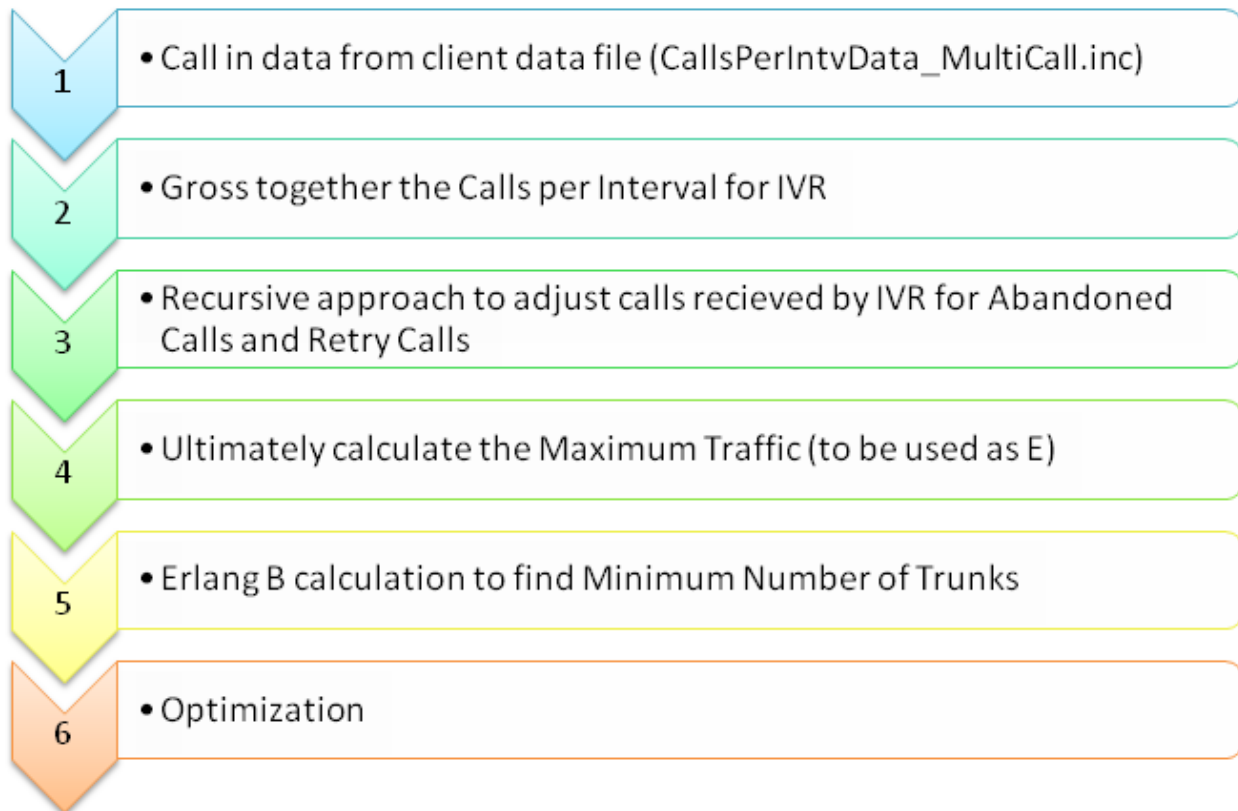 1
• Call in data from client data file (CallsPerIntvData_MultiCall.inc)
2
• Gross together the Calls per Interval for IVR
3
• Recursive approach to adjust calls recieved by IVR for Abandoned
Calls and Retry Calls
4
• Ultimately calculate the Maximum Traffic (to be used as E)
5
• Erlang B calculation to find Minimum Number of Trunks
6
• Optimization